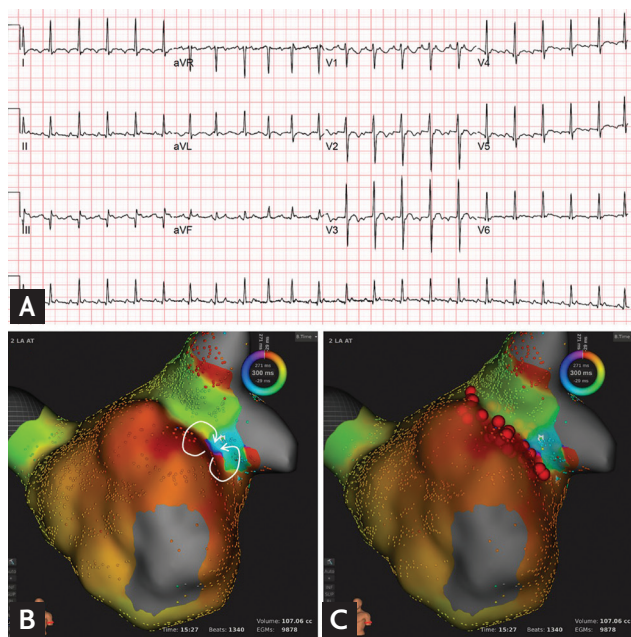 I
aVR
V1
V4
II
aVL
V2
V5
III
aVF
V3
V6
A
2 LA AT
271 ms
300 ms
-29 ms
Time: 15:27 Beats: 1340
Volume: 107.06 cc
EGMs: 9878
B
2 LA AT
271 ms
300 ms
-29 ms
Time: 15:27 Beats: 1340
Volume: 107.06 cc
EGMs: 9878
C